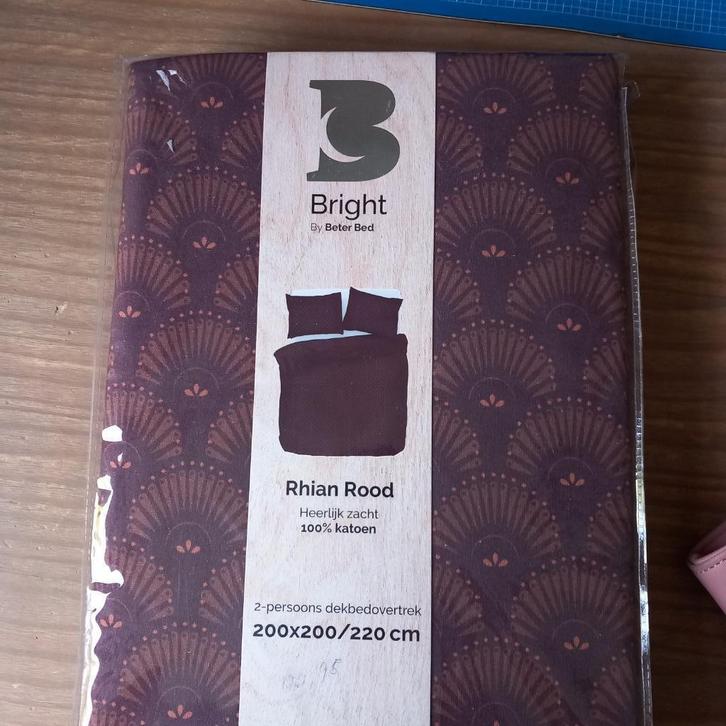 B
Bright
By Beter Bed
Rhian Rood
Heerlijk zacht
100% katoen
2-persoons dekbedovertrek
200x200/220 cm